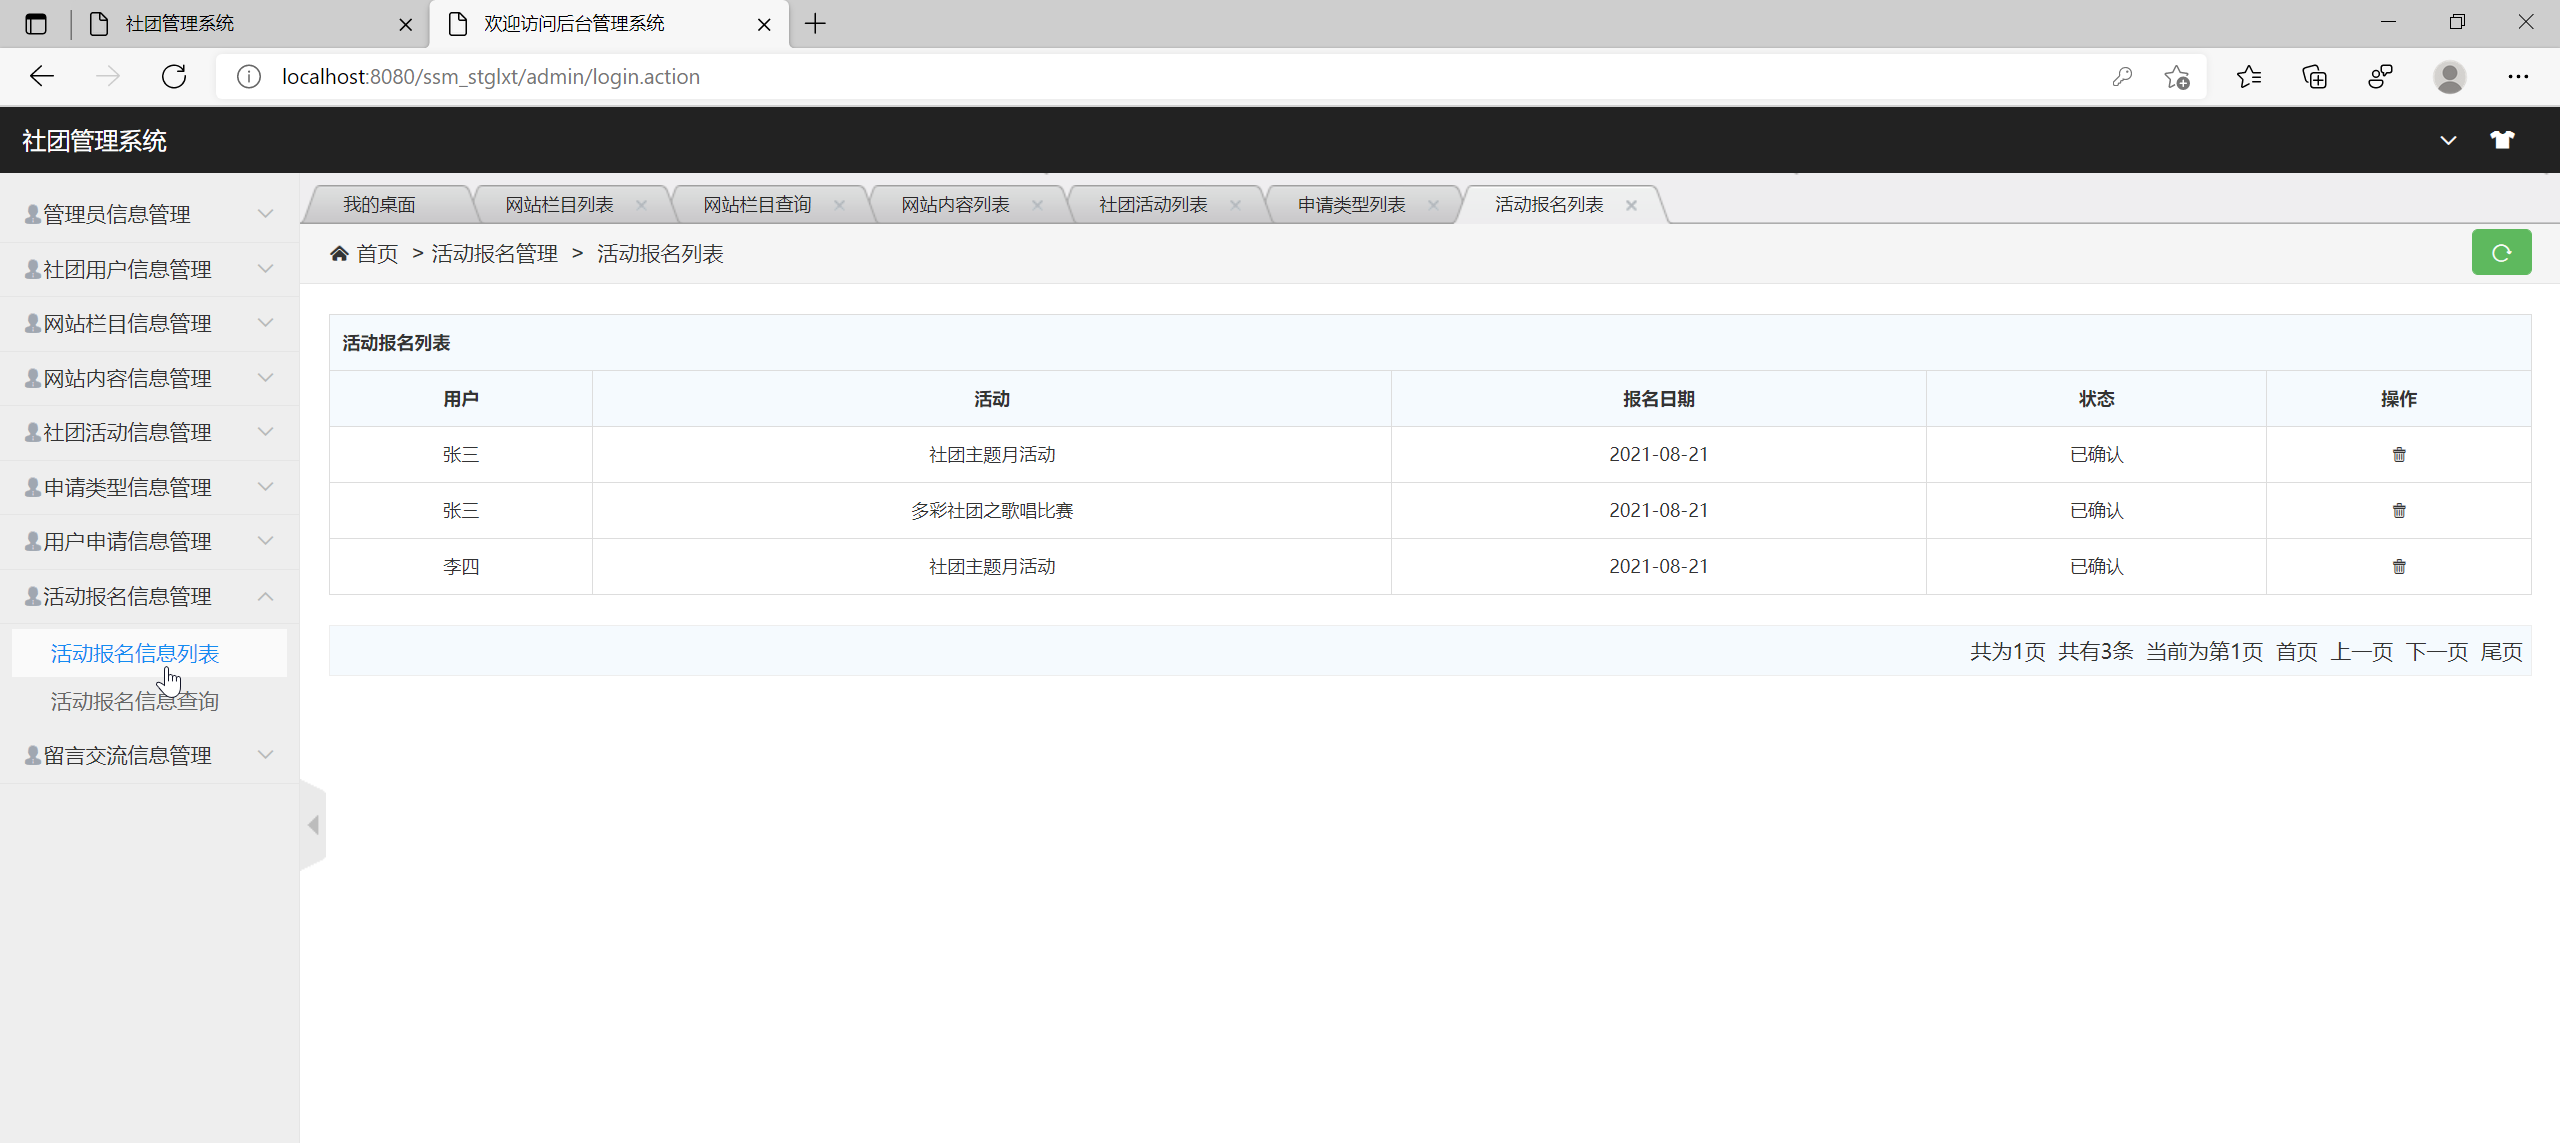 社团管理系统
欢迎访问后台管理系统
localhost:8080/ssm_stglxt/admin/login.action
社团管理系统
管理员信息管理
社团用户信息管理
网站栏目信息管理
网站内容信息管理
社团活动信息管理
申请类型信息管理
用户申请信息管理
活动报名信息管理
活动报名信息列表
活动报名信息查询
留言交流信息管理
我的桌面 网站栏目列表 网站栏目查询 网站内容列表 社团活动列表 申请类型列表 活动报名列表
首页 > 活动报名管理 > 活动报名列表
活动报名列表
用户 活动 报名日期 状态 操作
张三 社团主题月活动 2021-08-21 已确认
张三 多彩社团之歌唱比赛 2021-08-21 已确认
李四 社团主题月活动 2021-08-21 已确认
共为1页 共有3条 当前为第1页 首页 上一页 下一页 尾页